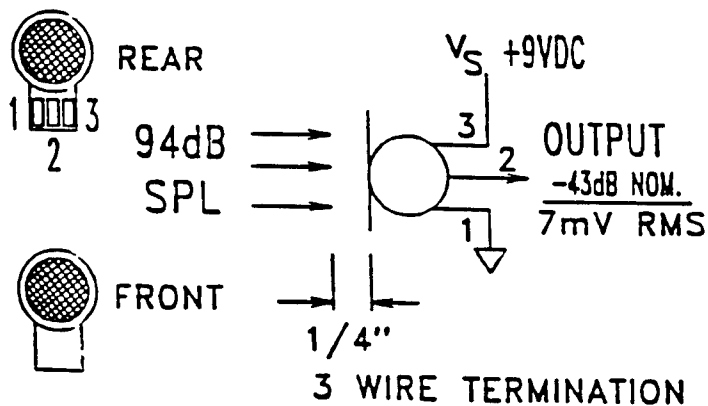 REAR
1 3
2
94dB
SPL
FRONT
1/4"
VS +9VDC
3
2
1
OUTPUT
-43dB NOM.
7mV RMS
3 WIRE TERMINATION